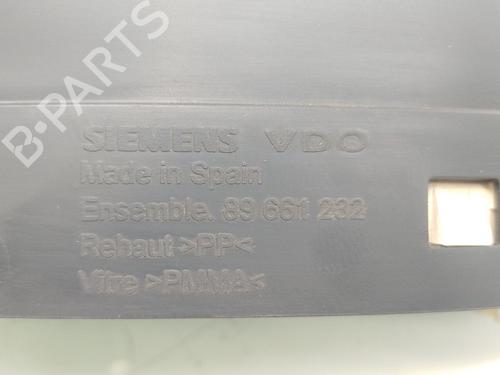 B-PARTS
SIEMENS VDO
Made in Spain
Ensemble. 89 661 232
Rehaut >PP<
Vitre >PMMA<